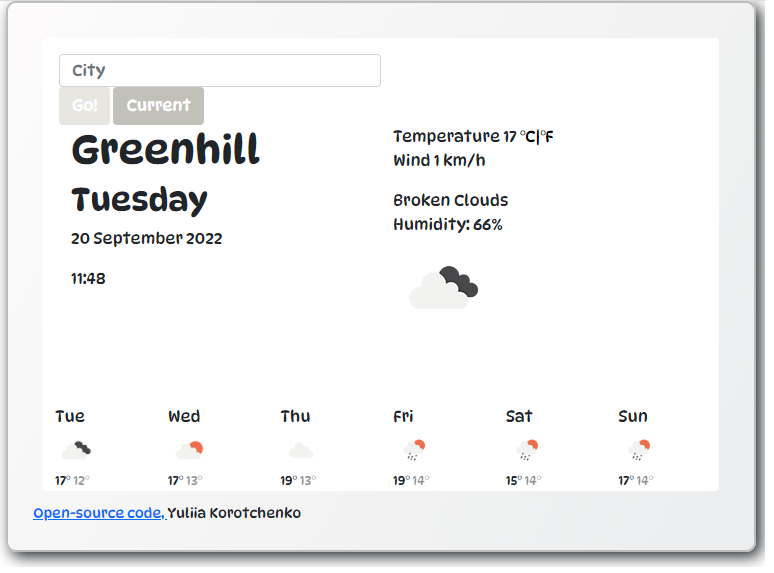 City
Go! Current
Greenhill
Tuesday
20 September 2022
11:48
Temperature 17 °C|°F
Wind 1 km/h
Broken Clouds
Humidity: 66%
Tue Wed Thu Fri Sat Sun
17° 12° 17° 13° 19° 13° 19° 14° 15° 14° 17° 14°
Open-source code, Yuliia Korotchenko